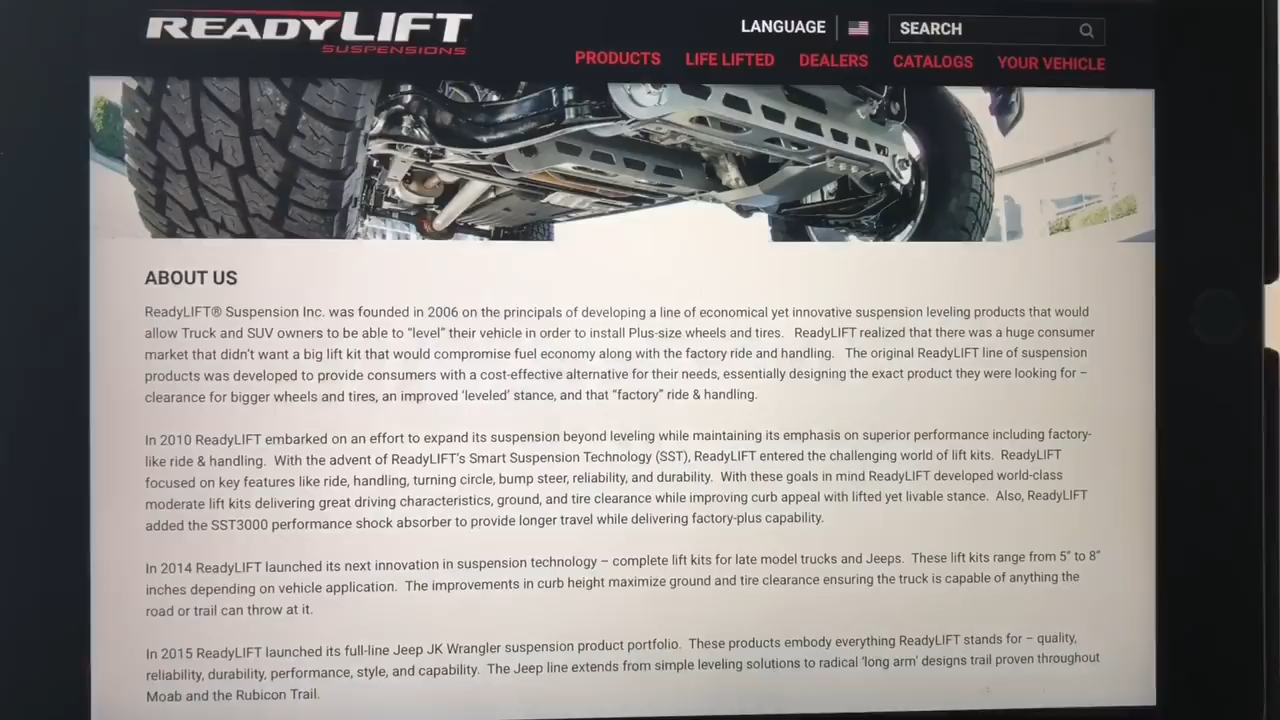 READYLIFT
SUSPENSIONS
LANGUAGE
SEARCH
PRODUCTS LIFE LIFTED DEALERS CATALOGS YOUR VEHICLE
ABOUT US
ReadyLIFT® Suspension Inc. was founded in 2006 on the principals of developing a line of economical yet innovative suspension leveling products that would
allow Truck and SUV owners to be able to “level” their vehicle in order to install Plus-size wheels and tires. ReadyLIFT realized that there was a huge consumer
market that didn't want a big lift kit that would compromise fuel economy along with the factory ride and handling. The original ReadyLIFT line of suspension
products was developed to provide consumers with a cost-effective alternative for their needs, essentially designing the exact product they were looking for –
clearance for bigger wheels and tires, an improved ‘leveled’ stance, and that “factory” ride & handling.
In 2010 ReadyLIFT embarked on an effort to expand its suspension beyond leveling while maintaining its emphasis on superior performance including factory-
like ride & handling. With the advent of ReadyLIFT's Smart Suspension Technology (SST), ReadyLIFT entered the challenging world of lift kits. ReadyLIFT
focused on key features like ride, handling, turning circle, bump steer, reliability, and durability. With these goals in mind ReadyLIFT developed world-class
moderate lift kits delivering great driving characteristics, ground, and tire clearance while improving curb appeal with lifted yet livable stance. Also, ReadyLIFT
added the SST3000 performance shock absorber to provide longer travel while delivering factory-plus capability.
In 2014 ReadyLIFT launched its next innovation in suspension technology – complete lift kits for late model trucks and Jeeps. These lift kits range from 5” to 8”
inches depending on vehicle application. The improvements in curb height maximize ground and tire clearance ensuring the truck is capable of anything the
road or trail can throw at it.
In 2015 ReadyLIFT launched its full-line Jeep JK Wrangler suspension product portfolio. These products embody everything ReadyLIFT stands for – quality,
reliability, durability, performance, style, and capability. The Jeep line extends from simple leveling solutions to radical ‘long arm’ designs trail proven throughout
Moab and the Rubicon Trail.